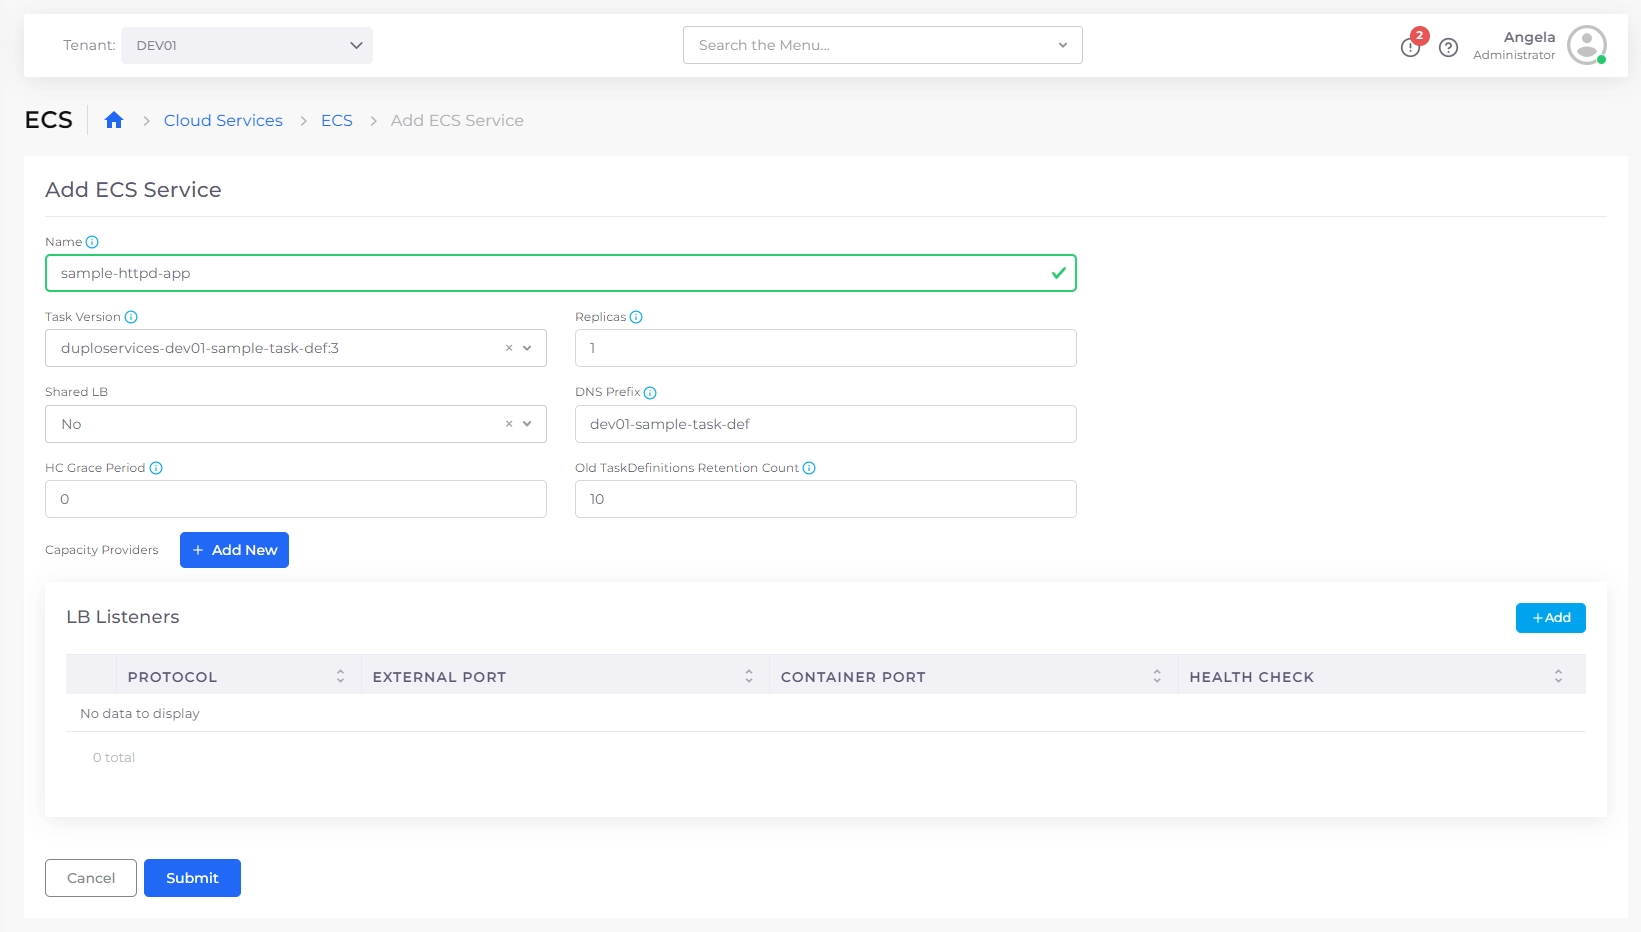 Tenant: DEV01
Search the Menu...
2
Angela
Administrator
ECS
Cloud Services > ECS > Add ECS Service
Add ECS Service
Name
sample-httpd-app
Task Version
duploservices-dev01-sample-task-def:3
Replicas
1
Shared LB
No
DNS Prefix
dev01-sample-task-def
HC Grace Period
0
Old TaskDefinitions Retention Count
10
Capacity Providers
+ Add New
LB Listeners
+Add
PROTOCOL EXTERNAL PORT CONTAINER PORT HEALTH CHECK
No data to display
0 total
Cancel
Submit